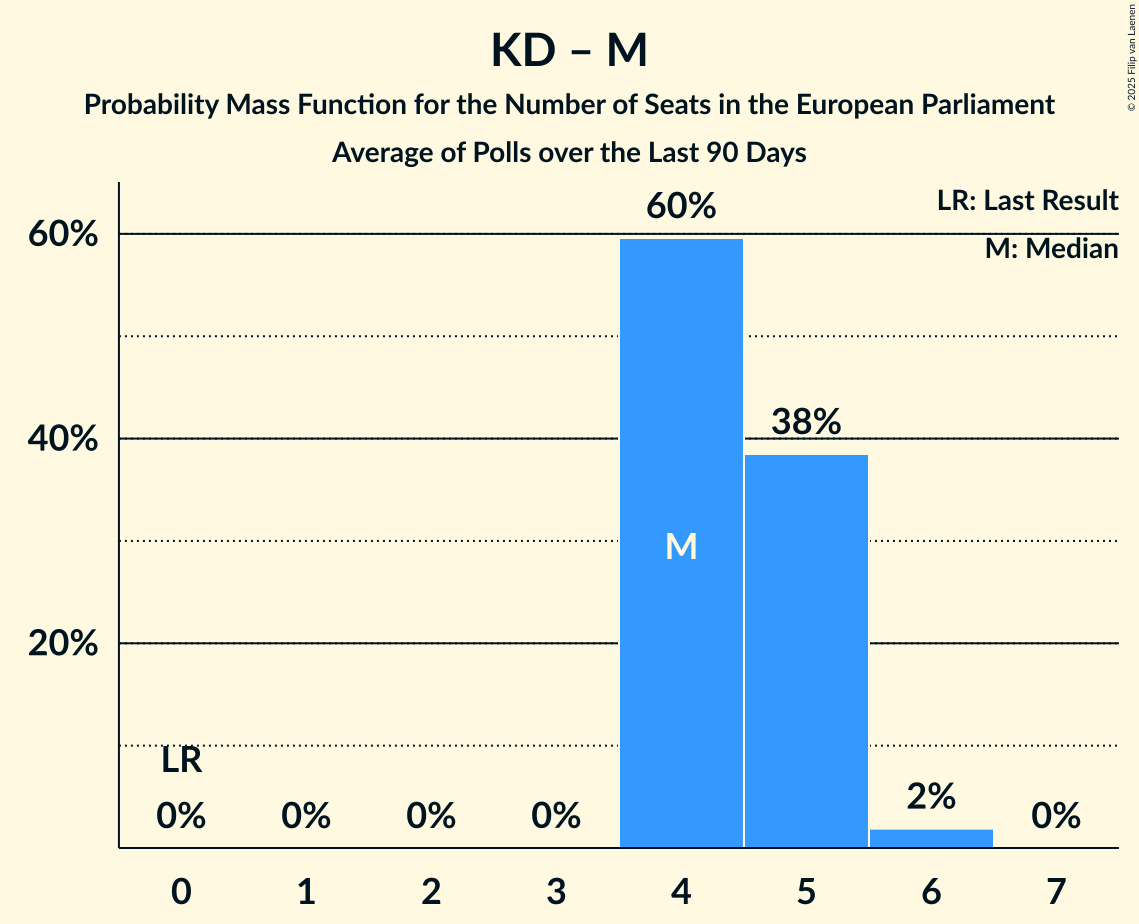 KD – M
Probability Mass Function for the Number of Seats in the European Parliament
Average of Polls over the Last 90 Days
© 2025 Filip van Laenen
LR: Last Result
M: Median
60%
40%
20%
60%
38%
M
LR
0%
0%
0%
0%
2%
0%
0 1 2 3 4 5 6 7